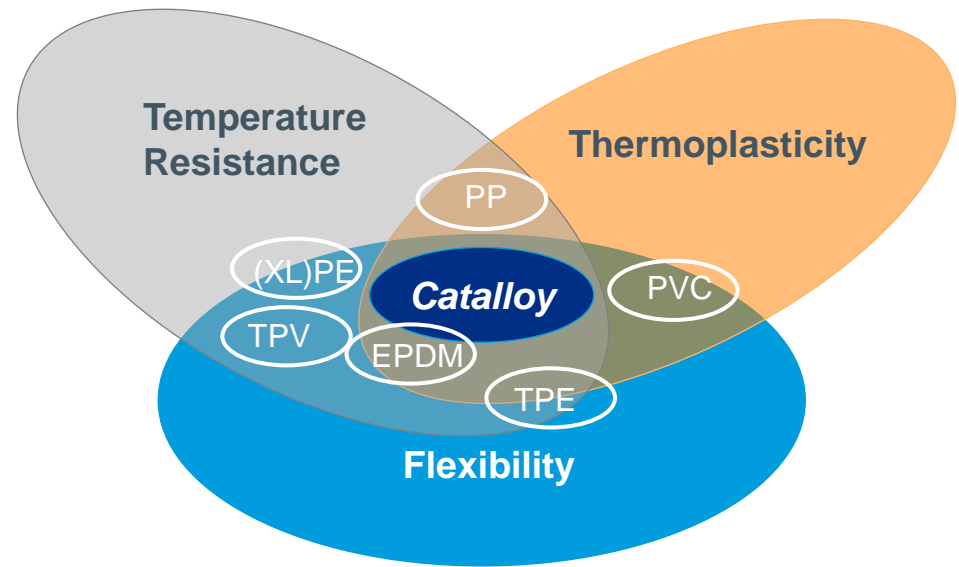 Temperature
Resistance
Thermoplasticity
PP
(XL)PE
Catalloy
PVC
TPV
EPDM
TPE
Flexibility